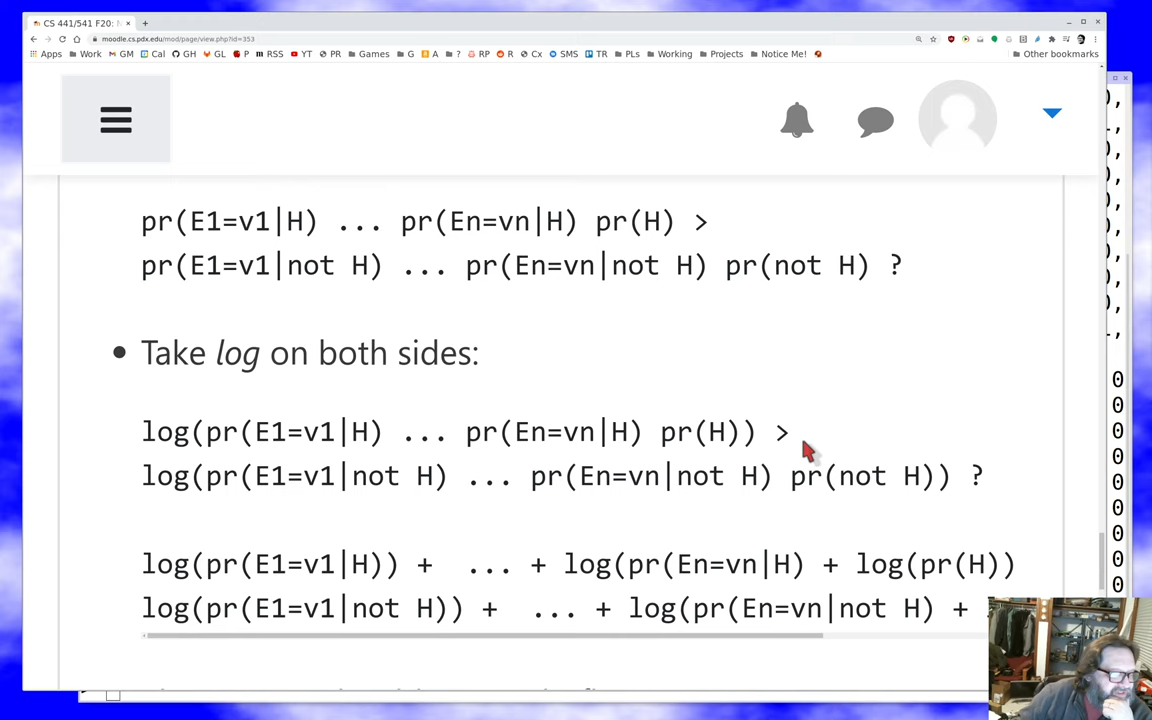 CS 441/541 F20: N
moodle.cs.pdx.edu/mod/page/view.php?id=353
Apps Work GM Cal GH GL P RSS YT PR Games G A ? RP R Cx SMS TR PLs Working Projects Notice Me! Other bookmarks
pr(E1=v1|H) ... pr(En=vn|H) pr(H) >
pr(E1=v1|not H) ... pr(En=vn|not H) pr(not H) ?
• Take log on both sides:
log(pr(E1=v1|H) ... pr(En=vn|H) pr(H)) >
log(pr(E1=v1|not H) ... pr(En=vn|not H) pr(not H)) ?
log(pr(E1=v1|H)) + ... + log(pr(En=vn|H) + log(pr(H))
log(pr(E1=v1|not H)) + ... + log(pr(En=vn|not H) +
0
0
0
0
0
0
0
0
0